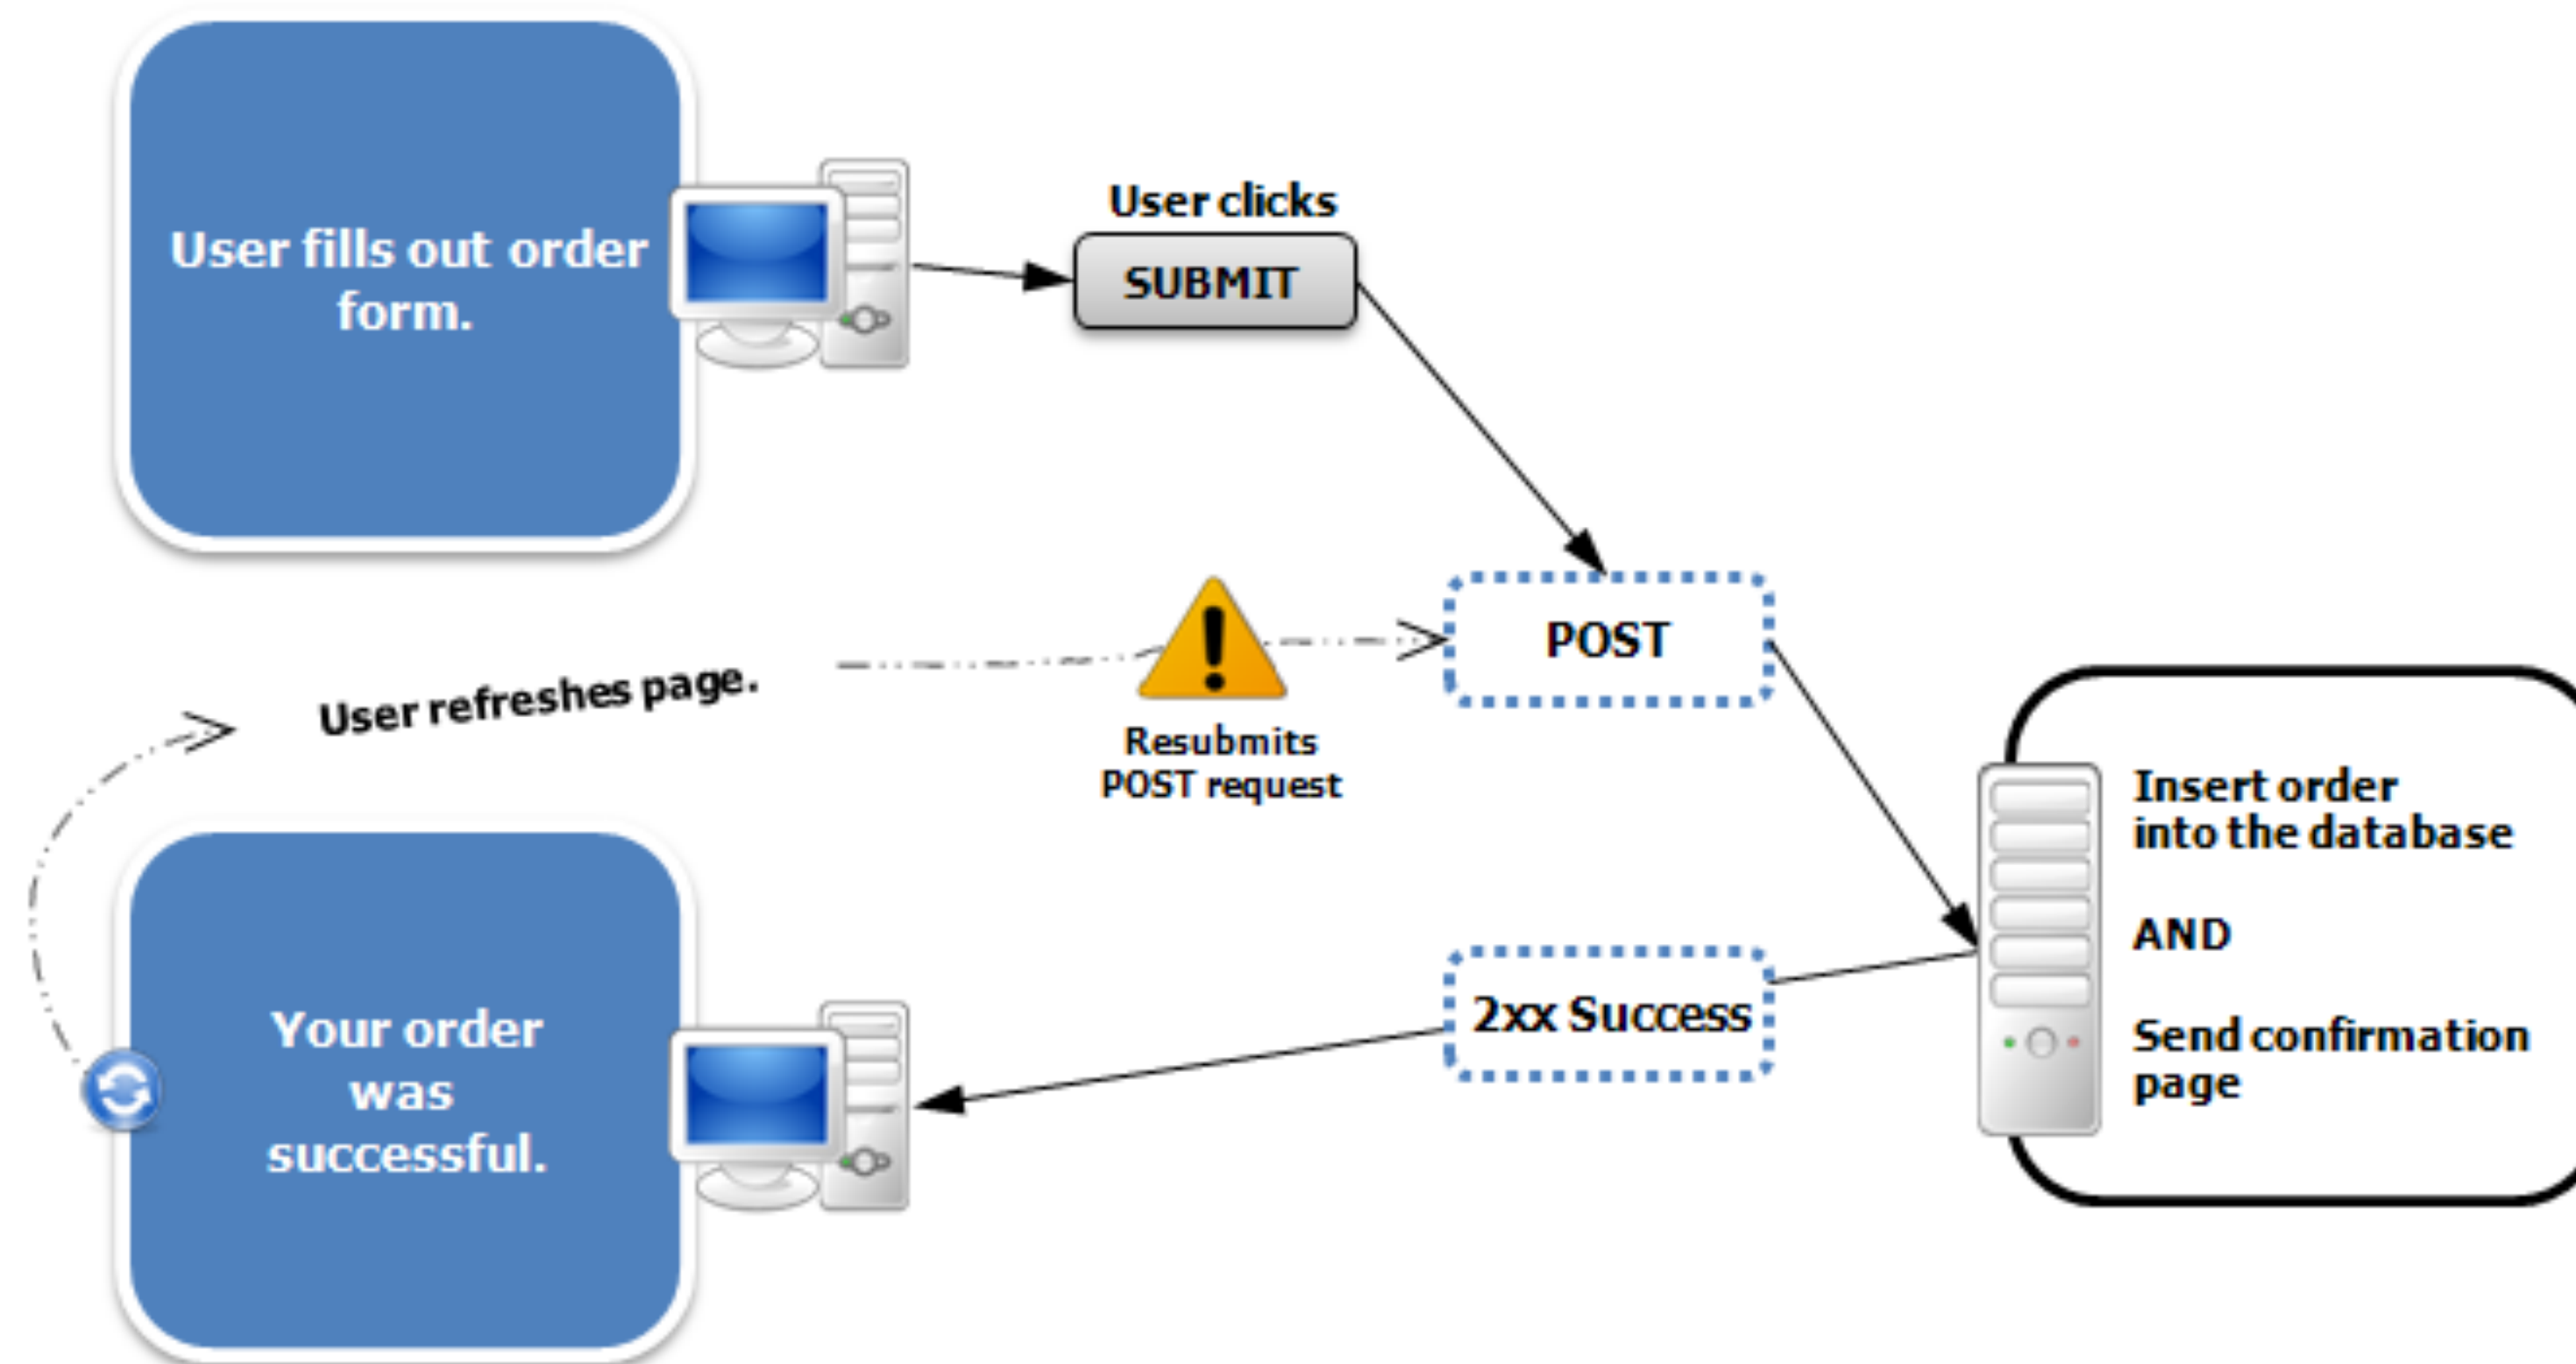 User fills out order
form.
User clicks
SUBMIT
POST
User refreshes page.
Resubmits
POST request
Insert order
into the database
AND
Send confirmation
page
2xx Success
Your order
was
successful.